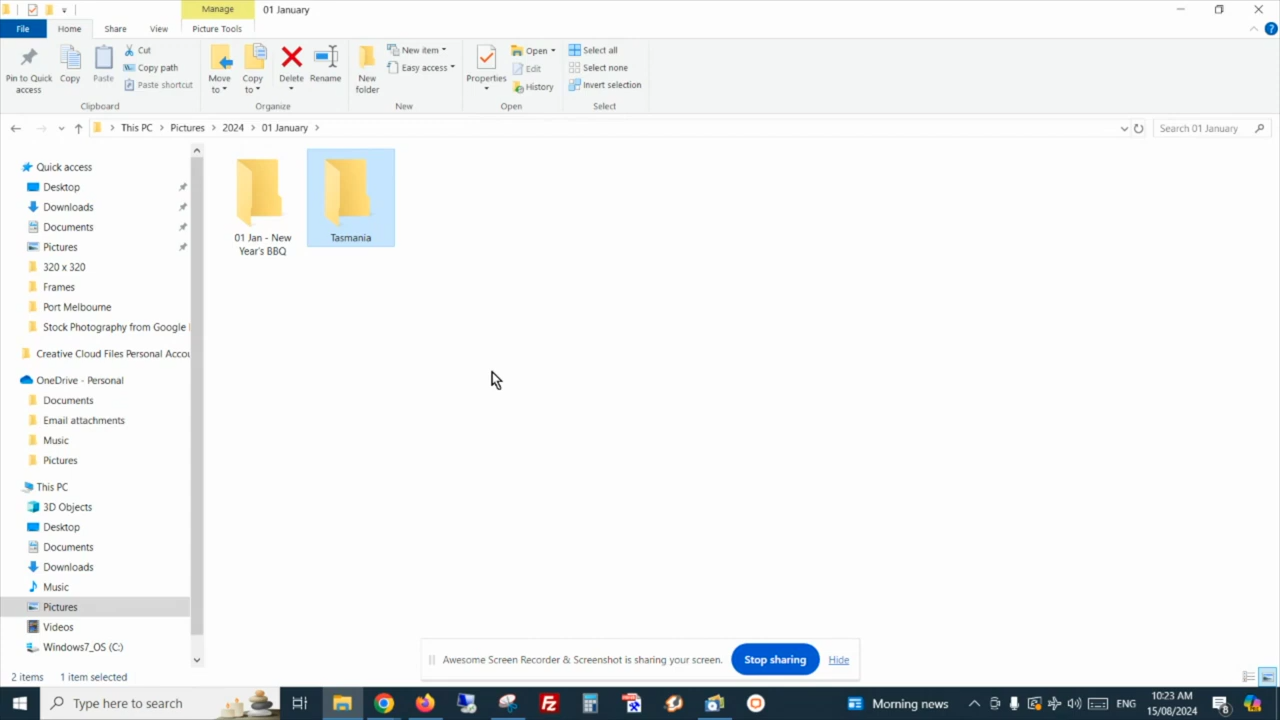 Manage
01 January
File
Home
Share
View
Picture Tools
Pin to Quick
access
Copy
Paste
Cut
Copy path
Paste shortcut
Clipboard
Move
to
Copy
to
Delete
Rename
Organize
New
folder
New item
Easy access
New
Properties
Open
Edit
History
Open
Select all
Select none
Invert selection
Select
This PC
Pictures
2024
01 January
Search 01 January
Quick access
Desktop
Downloads
Documents
Pictures
320 x 320
Frames
Port Melbourne
Stock Photography from Google
Creative Cloud Files Personal Accou
OneDrive - Personal
Documents
Email attachments
Music
Pictures
This PC
3D Objects
Desktop
Documents
Downloads
Music
Pictures
Videos
Windows7_OS (C:)
01 Jan - New
Year's BBQ
Tasmania
Awesome Screen Recorder & Screenshot is sharing your screen.
Stop sharing
Hide
2 items
1 item selected
Type here to search
Morning news
ENG
10:23 AM
15/08/2024
8